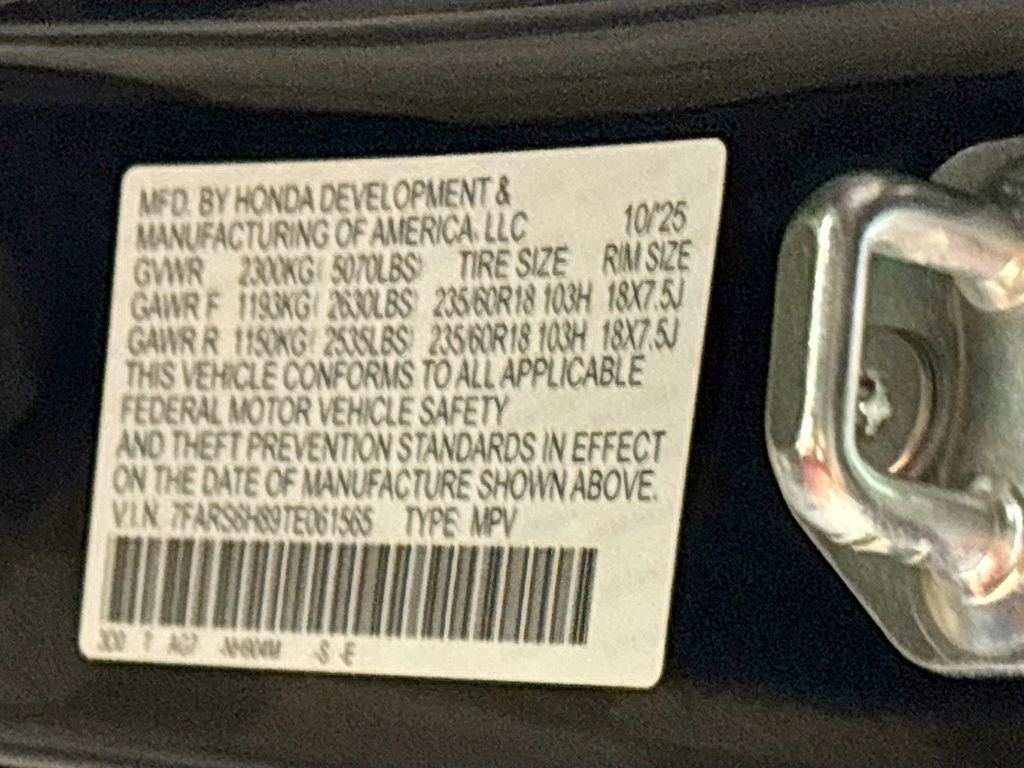 MFD. BY HONDA DEVELOPMENT &
MANUFACTURING OF AMERICA, LLC 10/'25
GVWR 2300KG( 5070LBS) TIRE SIZE RIM SIZE
GAWR F 1193KG( 2630LBS) 235/60R18 103H 18X7.5J
GAWR R 1150KG( 2535LBS) 235/60R18 103H 18X7.5J
THIS VEHICLE CONFORMS TO ALL APPLICABLE
FEDERAL MOTOR VEHICLE SAFETY
AND THEFT PREVENTION STANDARDS IN EFFECT
ON THE DATE OF MANUFACTURE SHOWN ABOVE.
V.I.N. 7FARS6H89TE061565 TYPE: MPV